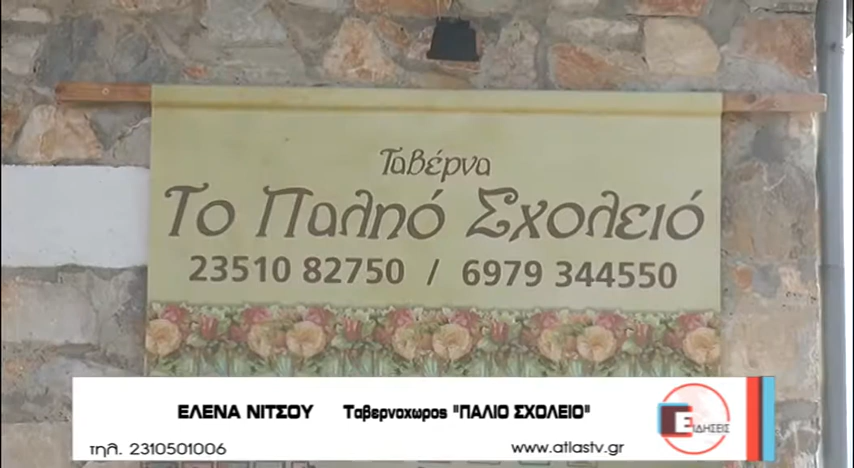 Ταβέρνα
Το Παληό Σχολειό
23510 82750 / 6979 344550
ΕΛΕΝΑ ΝΙΤΣΟΥ Ταβερνοχωρος "ΠΑΛΙΟ ΣΧΟΛΕΙΟ"
ΕΙΔΗΣΕΙΣ
τηλ. 2310501006 www.atlastv.gr